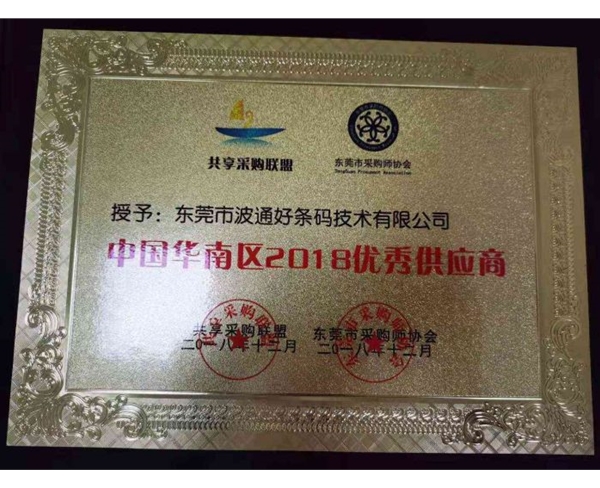 共享采购联盟
东莞市采购师协会
DongGuan Procument Association
授予：东莞市波通好条码技术有限公司
中国华南区2018优秀供应商
共享采购联盟
二〇一八年十二月
东莞市采购师协会
二〇一八年十二月